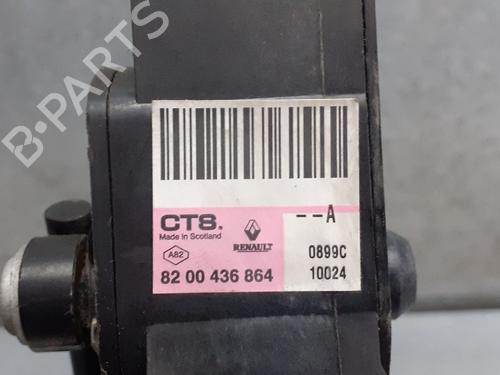 B-PARTS
CTS.
Made in Scotland
A82
RENAULT
82 00 436 864
--A
0899C
10024